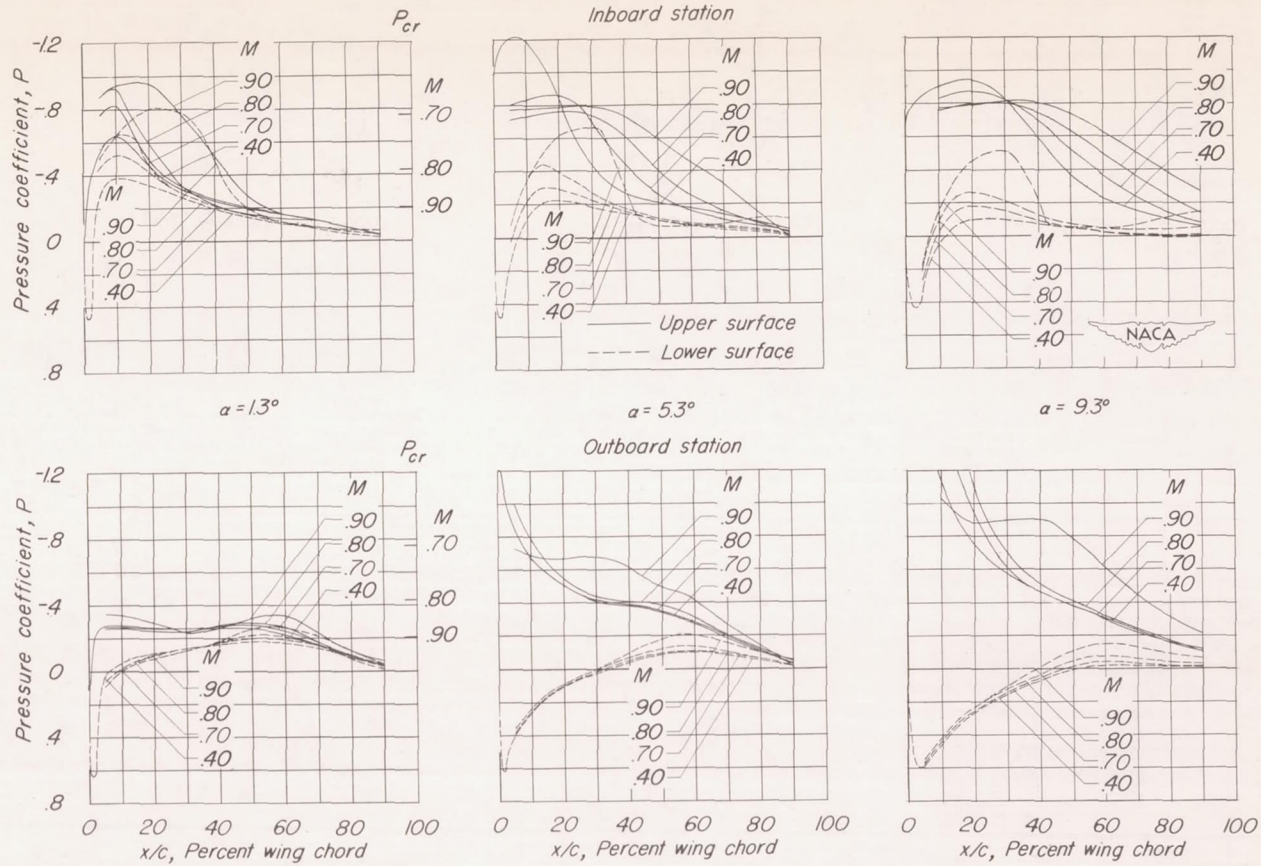 Inboard station
P_cr
-1.2
-.8
-.4
0
.4
.8
Pressure coefficient, P
M
.90
.80
.70
.40
M
.90
.80
.70
.40
M
.70
.80
.90
M
.90
.80
.70
.40
.90
.80
.70
.40
Upper surface
Lower surface
M
.90
.80
.70
.40
M
.90
.80
.70
.40
NACA
α = 1.3°
α = 5.3°
α = 9.3°
Outboard station
P_cr
-1.2
-.8
-.4
0
.4
.8
Pressure coefficient, P
M
.90
.80
.70
.40
M
.90
.80
.70
.40
M
.70
.80
.90
M
.90
.80
.70
.40
M
.90
.80
.70
.40
M
.90
.80
.70
.40
M
.90
.80
.70
.40
0 20 40 60 80 100
0 20 40 60 80 100
0 20 40 60 80 100
x/c, Percent wing chord
x/c, Percent wing chord
x/c, Percent wing chord